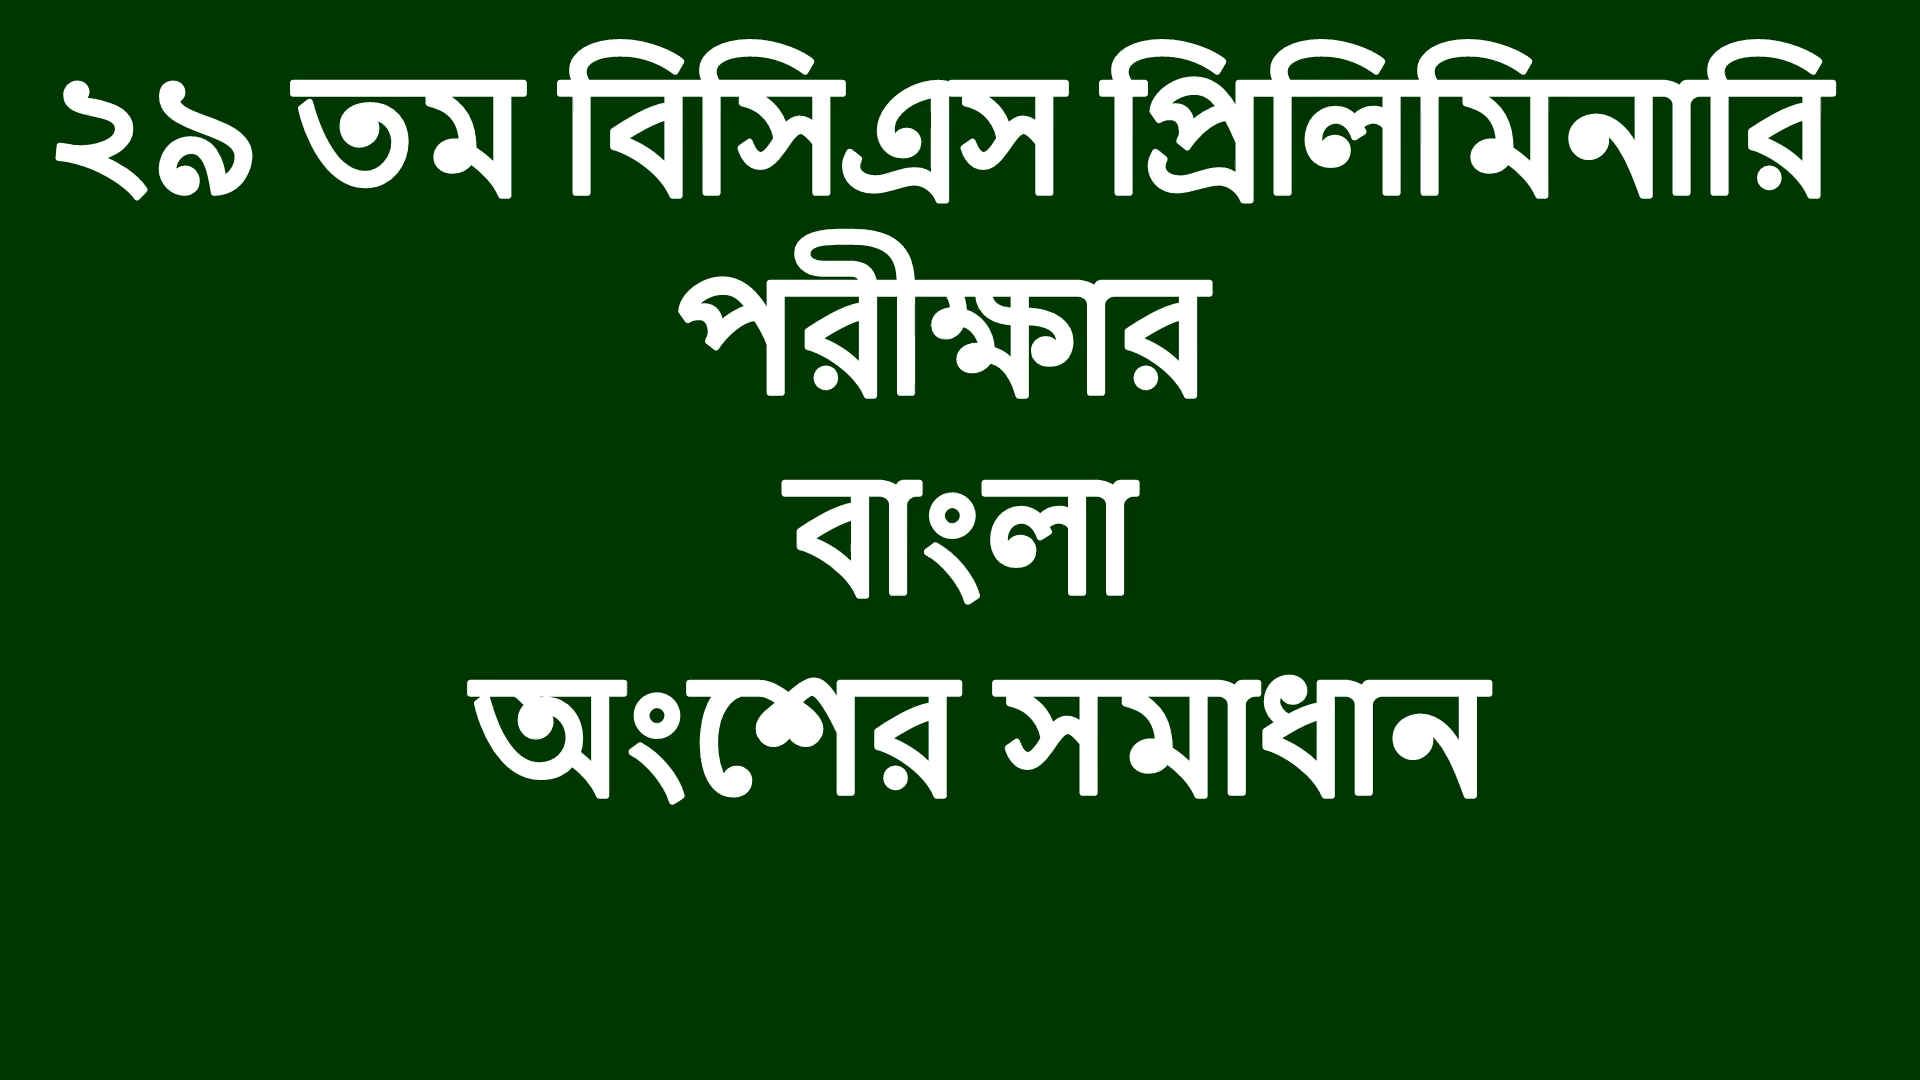 ২৯ তম বিসিএস প্রিলিমিনারি
পরীক্ষার
বাংলা
অংশের সমাধান